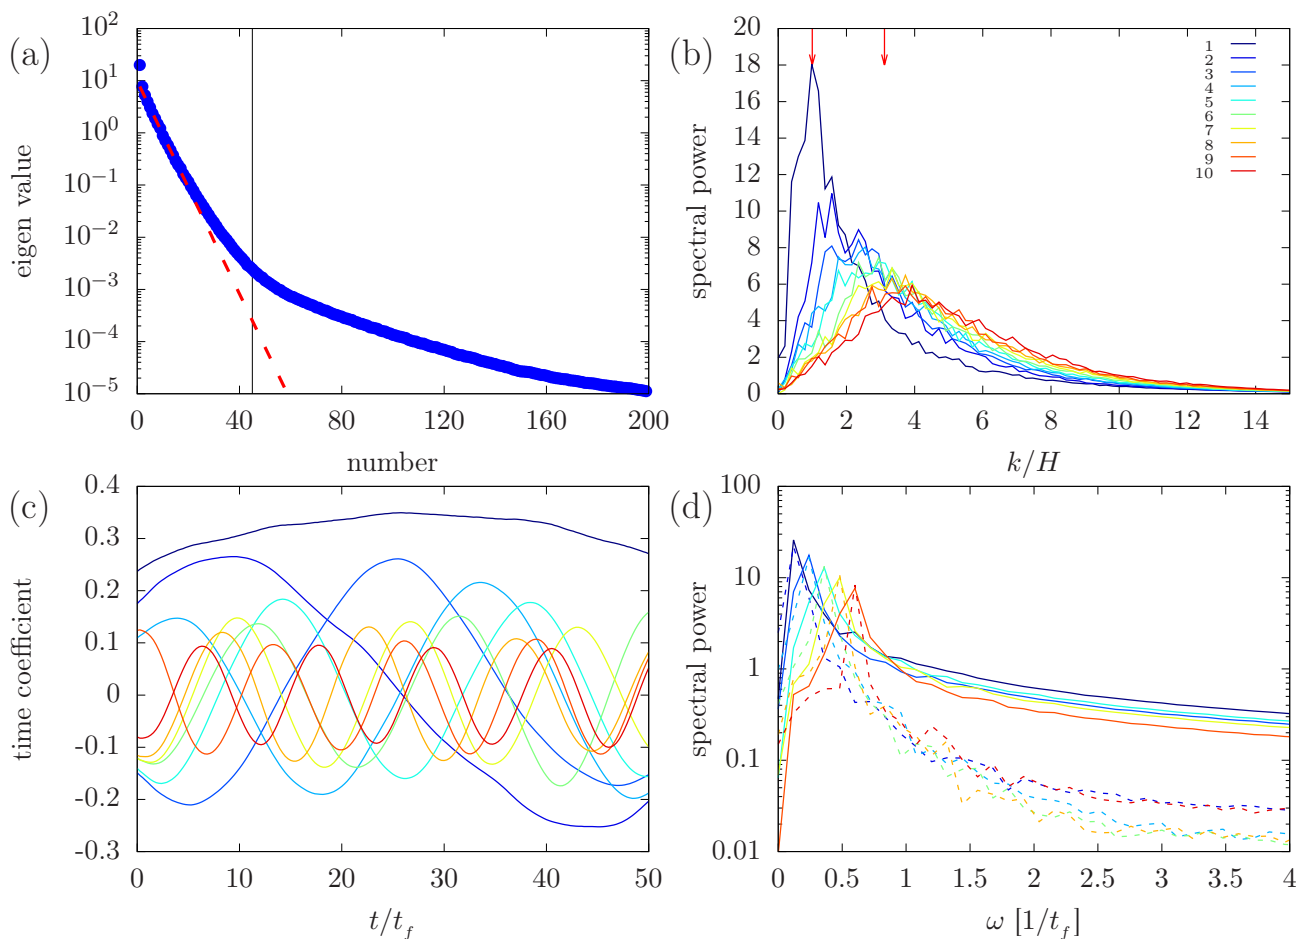 (a)
10^2
10^1
10^0
10^-1
10^-2
10^-3
10^-4
10^-5
eigen value
0 40 80 120 160 200
number
(b)
20
18
16
14
12
10
8
6
4
2
0
spectral power
1
2
3
4
5
6
7
8
9
10
0 2 4 6 8 10 12 14
k/H
(c)
0.4
0.3
0.2
0.1
0
-0.1
-0.2
-0.3
time coefficient
0 10 20 30 40 50
t/t_f
(d)
100
10
1
0.1
0.01
spectral power
0 0.5 1 1.5 2 2.5 3 3.5 4
ω [1/t_f]